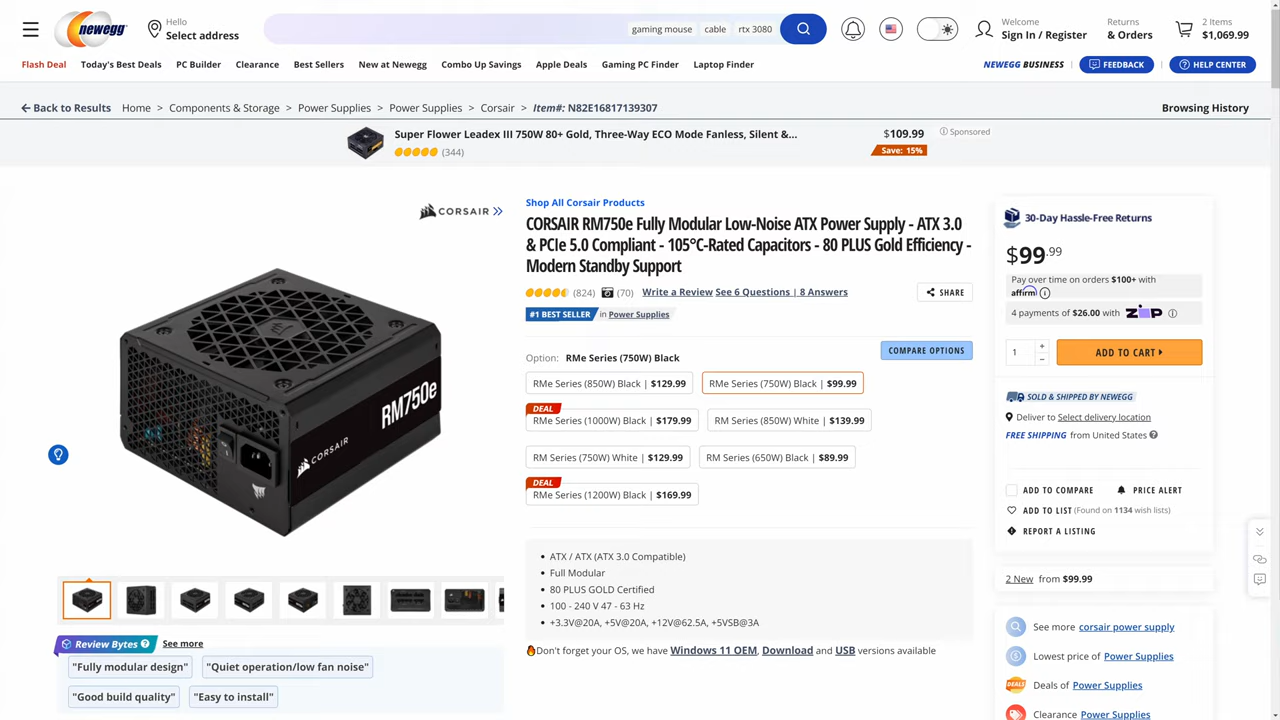 newegg
Hello
Select address
gaming mouse
cable
rtx 3080
Welcome
Sign In / Register
Returns
& Orders
2 Items
$1,069.99
Flash Deal
Today's Best Deals
PC Builder
Clearance
Best Sellers
New at Newegg
Combo Up Savings
Apple Deals
Gaming PC Finder
Laptop Finder
NEWEGG BUSINESS
FEEDBACK
HELP CENTER
Back to Results
Home > Components & Storage > Power Supplies > Power Supplies > Corsair > Item#: N82E16817139307
Browsing History
Super Flower Leadex III 750W 80+ Gold, Three-Way ECO Mode Fanless, Silent &...
(344)
$109.99
Save: 15%
Sponsored
CORSAIR
Shop All Corsair Products
CORSAIR RM750e Fully Modular Low-Noise ATX Power Supply - ATX 3.0
& PCIe 5.0 Compliant - 105°C-Rated Capacitors - 80 PLUS Gold Efficiency -
Modern Standby Support
(824) (70) Write a Review See 6 Questions | 8 Answers
SHARE
#1 BEST SELLER in Power Supplies
Option: RMe Series (750W) Black
COMPARE OPTIONS
RMe Series (850W) Black | $129.99
RMe Series (750W) Black | $99.99
DEAL
RMe Series (1000W) Black | $179.99
RM Series (850W) White | $139.99
RM Series (750W) White | $129.99
RM Series (650W) Black | $89.99
DEAL
RMe Series (1200W) Black | $169.99
ATX / ATX (ATX 3.0 Compatible)
Full Modular
80 PLUS GOLD Certified
100 - 240 V 47 - 63 Hz
+3.3V@20A, +5V@20A, +12V@62.5A, +5VSB@3A
Don't forget your OS, we have Windows 11 OEM, Download and USB versions available
RM750e
CORSAIR
Review Bytes
See more
"Fully modular design"
"Quiet operation/low fan noise"
"Good build quality"
"Easy to install"
30-Day Hassle-Free Returns
$99.99
Pay over time on orders $100+ with
affirm
4 payments of $26.00 with ZIP
1
+
−
ADD TO CART
SOLD & SHIPPED BY NEWEGG
Deliver to Select delivery location
FREE SHIPPING from United States
ADD TO COMPARE
PRICE ALERT
ADD TO LIST (Found on 1134 wish lists)
REPORT A LISTING
2 New from $99.99
See more corsair power supply
Lowest price of Power Supplies
DEALS
Deals of Power Supplies
Clearance Power Supplies